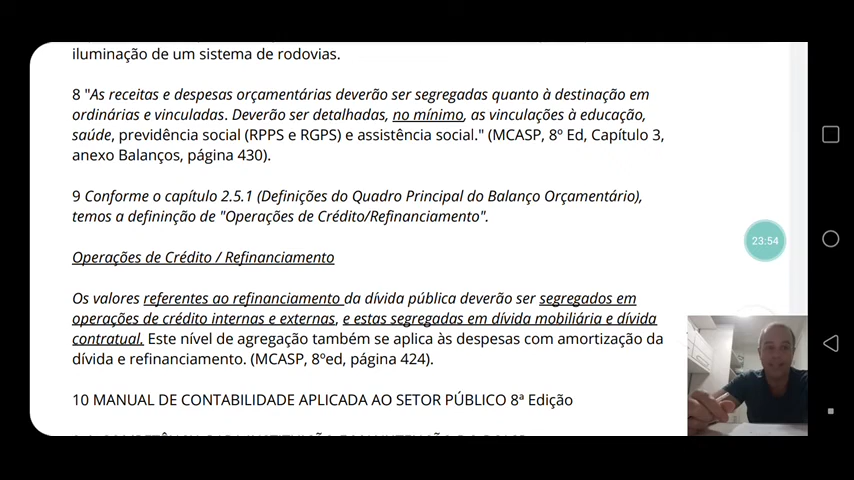 iluminação de um sistema de rodovias.
8 "As receitas e despesas orçamentárias deverão ser segregadas quanto à destinação em
ordinárias e vinculadas. Deverão ser detalhadas, no mínimo, as vinculações à educação,
saúde, previdência social (RPPS e RGPS) e assistência social." (MCASP, 8º Ed, Capítulo 3,
anexo Balanços, página 430).
9 Conforme o capítulo 2.5.1 (Definições do Quadro Principal do Balanço Orçamentário),
temos a defininção de "Operações de Crédito/Refinanciamento".
Operações de Crédito / Refinanciamento
Os valores referentes ao refinanciamento da dívida pública deverão ser segregados em
operações de crédito internas e externas, e estas segregadas em dívida mobiliária e dívida
contratual. Este nível de agregação também se aplica às despesas com amortização da
dívida e refinanciamento. (MCASP, 8ºed, página 424).
10 MANUAL DE CONTABILIDADE APLICADA AO SETOR PÚBLICO 8ª Edição
23:54